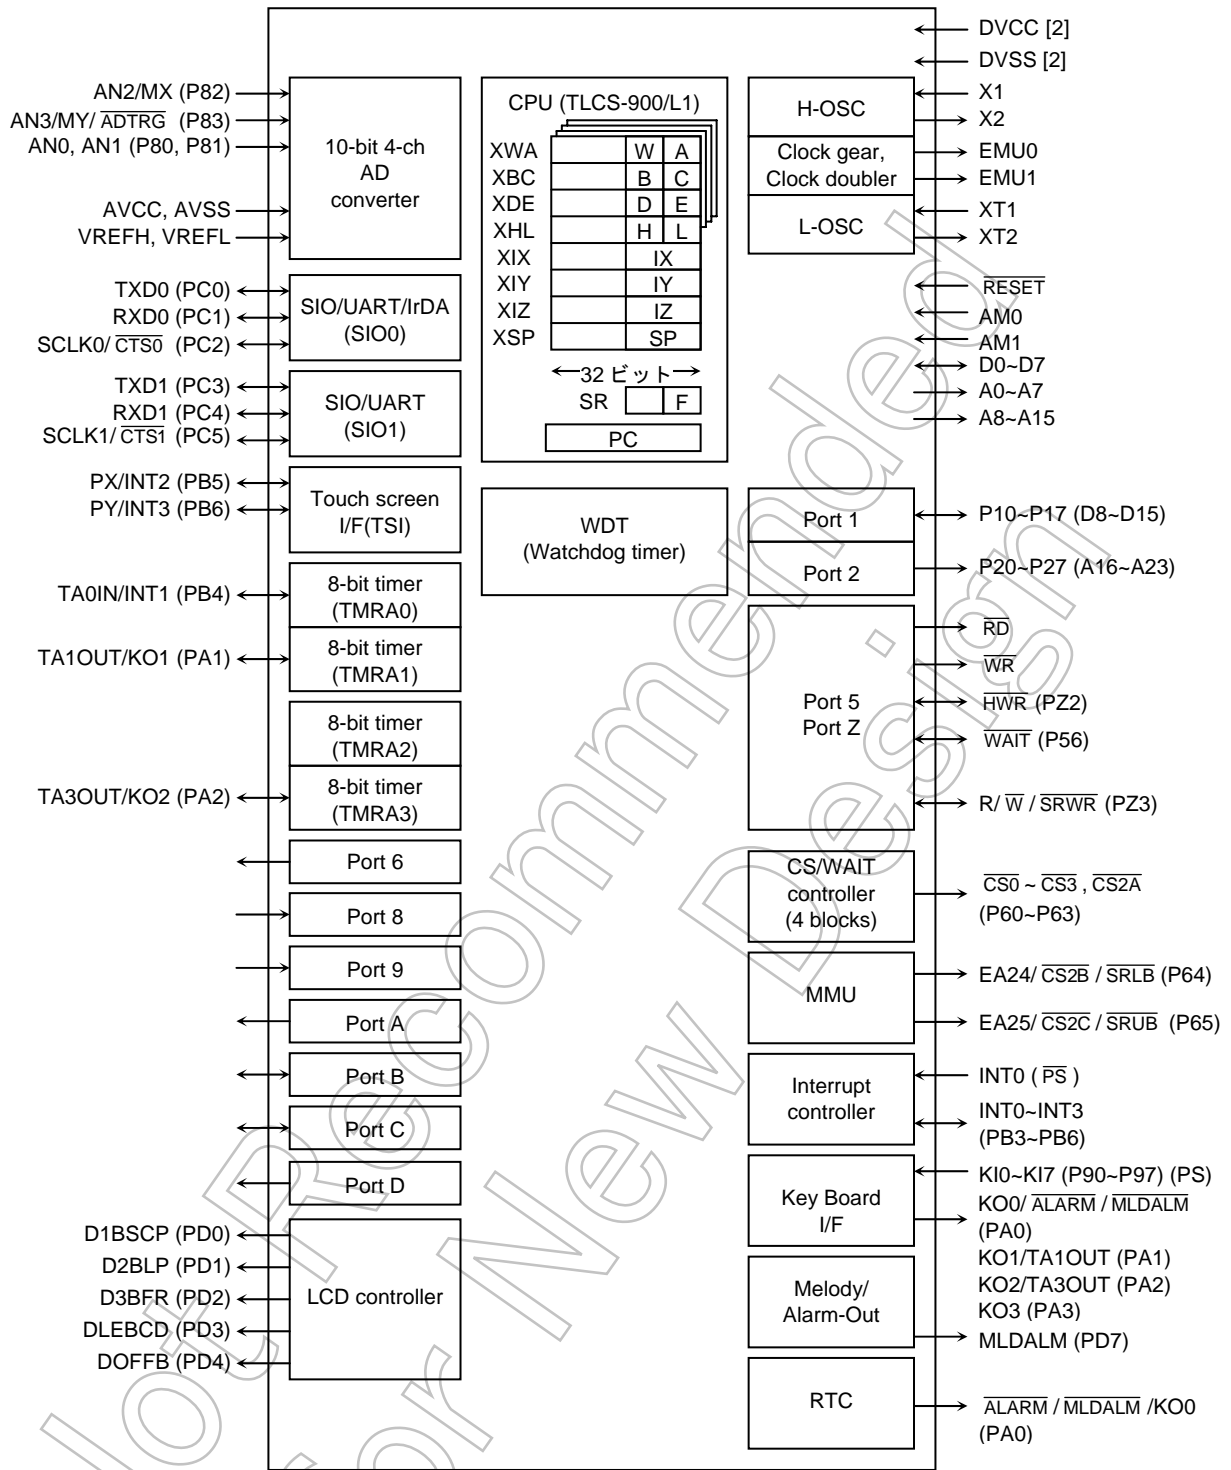 DVCC [2]
DVSS [2]
AN2/MX (P82)
AN3/MY/ ADTRG (P83)
AN0, AN1 (P80, P81)
AVCC, AVSS
VREFH, VREFL
10-bit 4-ch
AD
converter
TXD0 (PC0)
RXD0 (PC1)
SCLK0/ CTS0 (PC2)
SIO/UART/IrDA
(SIO0)
TXD1 (PC3)
RXD1 (PC4)
SCLK1/ CTS1 (PC5)
SIO/UART
(SIO1)
PX/INT2 (PB5)
PY/INT3 (PB6)
Touch screen
I/F(TSI)
TA0IN/INT1 (PB4)
8-bit timer
(TMRA0)
TA1OUT/KO1 (PA1)
8-bit timer
(TMRA1)
8-bit timer
(TMRA2)
TA3OUT/KO2 (PA2)
8-bit timer
(TMRA3)
Port 6
Port 8
Port 9
Port A
Port B
Port C
Port D
D1BSCP (PD0)
D2BLP (PD1)
D3BFR (PD2)
DLEBCD (PD3)
DOFFB (PD4)
LCD controller
CPU (TLCS-900/L1)
XWA W A
XBC B C
XDE D E
XHL H L
XIX IX
XIY IY
XIZ IZ
XSP SP
32 ビット
SR F
PC
WDT
(Watchdog timer)
H-OSC
X1
X2
Clock gear,
Clock doubler
EMU0
EMU1
L-OSC
XT1
XT2
RESET
AM0
AM1
D0~D7
A0~A7
A8~A15
Port 1
P10~P17 (D8~D15)
Port 2
P20~P27 (A16~A23)
Port 5
Port Z
RD
WR
HWR (PZ2)
WAIT (P56)
R/ W / SRWR (PZ3)
CS/WAIT
controller
(4 blocks)
CS0 ~ CS3 , CS2A
(P60~P63)
MMU
EA24/ CS2B / SRLB (P64)
EA25/ CS2C / SRUB (P65)
Interrupt
controller
INT0 ( PS )
INT0~INT3
(PB3~PB6)
Key Board
I/F
KI0~KI7 (P90~P97) (PS)
KO0/ ALARM / MLDALM
(PA0)
KO1/TA1OUT (PA1)
KO2/TA3OUT (PA2)
KO3 (PA3)
Melody/
Alarm-Out
MLDALM (PD7)
RTC
ALARM / MLDALM /KO0
(PA0)
Not Recommended
for New Design